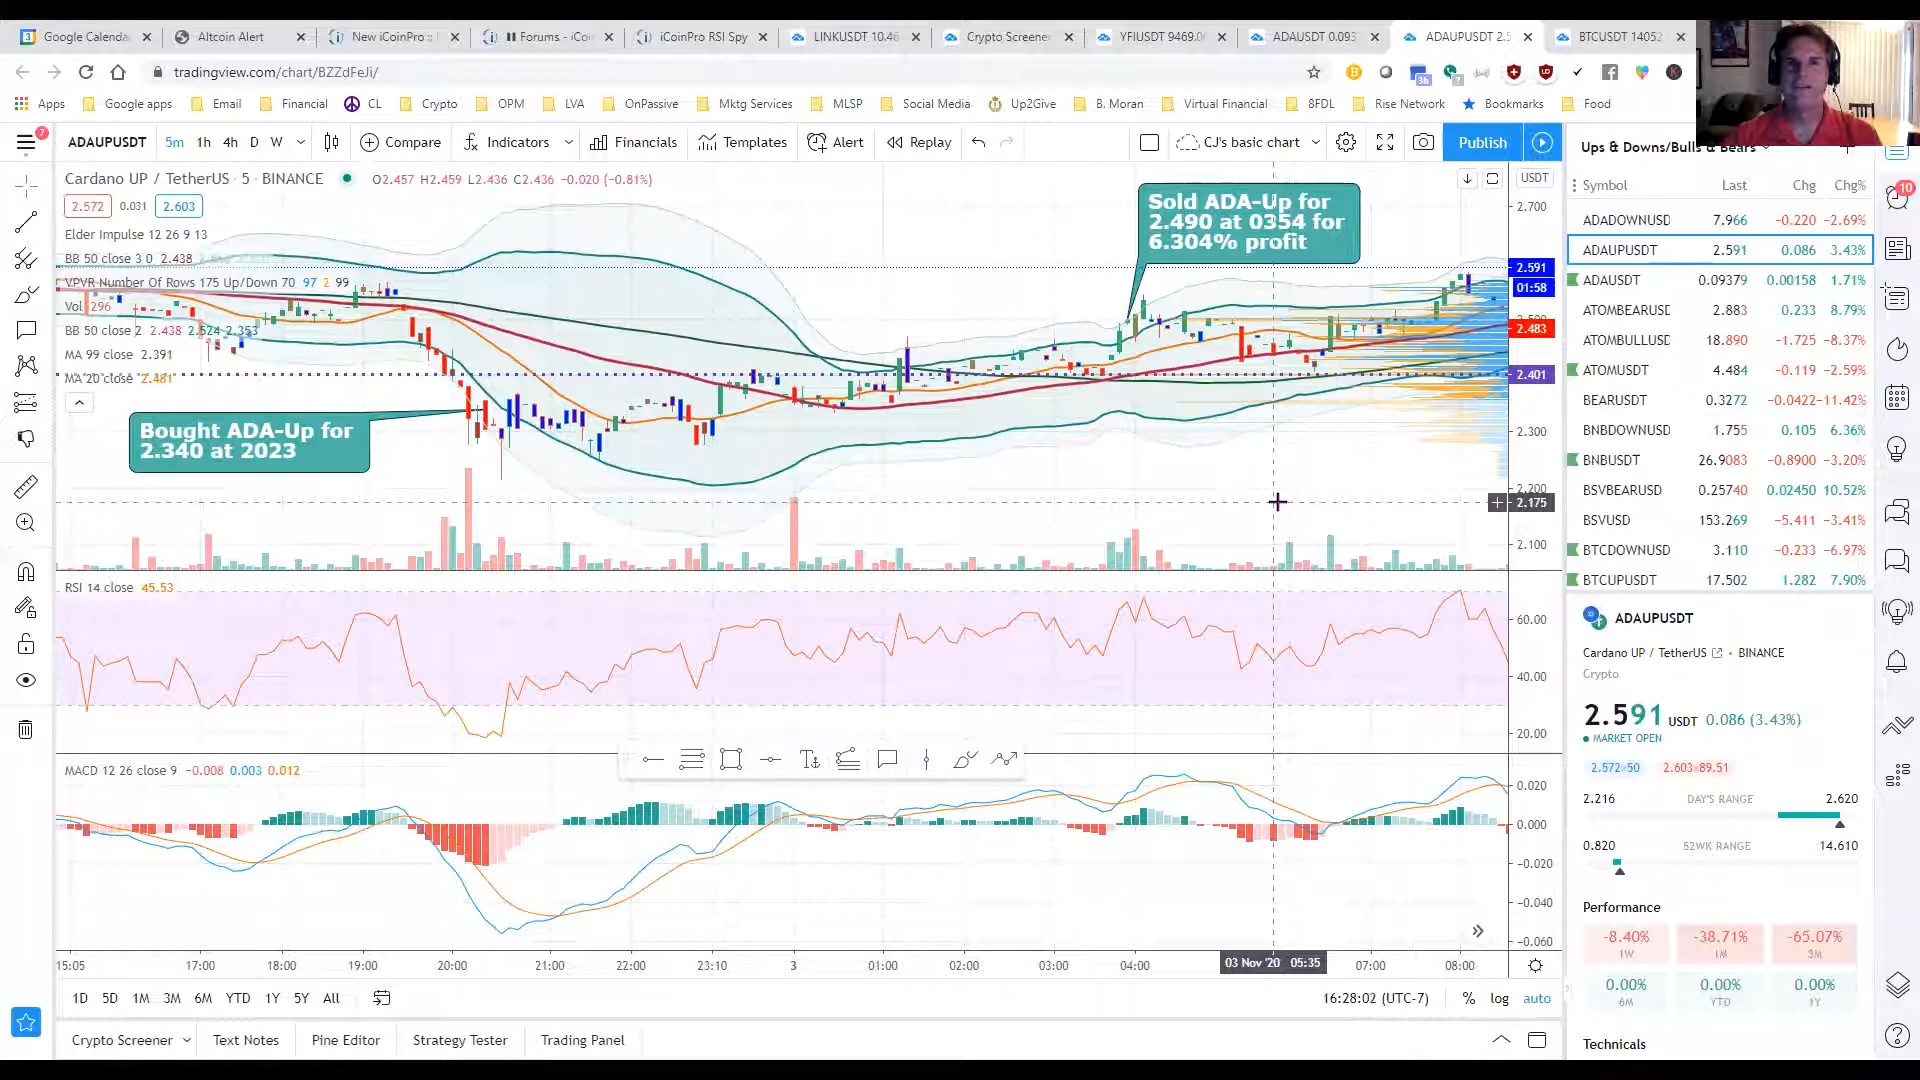 Google Calenda
Altcoin Alert
New iCoinPro ::
Forums - iCoi
iCoinPro RSI Spy
LINKUSDT 10.46
Crypto Screener
YFIUSDT 9469.0
ADAUSDT 0.093
ADAUPUSDT 2.5
BTCUSDT 14052
tradingview.com/chart/BZZdFeJi/
Apps
Google apps
Email
Financial
CL
Crypto
OPM
LVA
OnPassive
Mktg Services
MLSP
Social Media
Up2Give
B. Moran
Virtual Financial
8FDL
Rise Network
Bookmarks
Food
7
ADAUPUSDT
5m
1h
4h
D
W
Compare
Indicators
Financials
Templates
Alert
Replay
CJ's basic chart
Publish
Cardano UP / TetherUS · 5 · BINANCE
O2.457 H2.459 L2.436 C2.436 −0.020 (−0.81%)
2.572
0.031
2.603
Elder Impulse 12 26 9 13
BB 50 close 3 0 2.438
VPVR Number Of Rows 175 Up/Down 70 97 2 99
Vol 296
BB 50 close 2 2.438 2.524 2.353
MA 99 close 2.391
MA 20 close 2.481
Bought ADA-Up for
2.340 at 2023
Sold ADA-Up for
2.490 at 0354 for
6.304% profit
USDT
2.700
2.591
01:58
2.483
2.401
2.300
2.200
2.175
2.100
RSI 14 close 45.53
60.00
40.00
20.00
MACD 12 26 close 9 −0.008 0.003 0.012
0.020
0.000
−0.020
−0.040
−0.060
15:05
17:00
18:00
19:00
20:00
21:00
22:00
23:10
3
01:00
02:00
03:00
04:00
03 Nov '20 05:35
07:00
08:00
1D
5D
1M
3M
6M
YTD
1Y
5Y
All
16:28:02 (UTC-7)
%
log
auto
Crypto Screener
Text Notes
Pine Editor
Strategy Tester
Trading Panel
Ups & Downs/Bulls & Bears
10
Symbol Last Chg Chg%
ADADOWNUSD 7.966 −0.220 −2.69%
ADAUPUSDT 2.591 0.086 3.43%
ADAUSDT 0.09379 0.00158 1.71%
ATOMBEARUSD 2.883 0.233 8.79%
ATOMBULLUSD 18.890 −1.725 −8.37%
ATOMUSDT 4.484 −0.119 −2.59%
BEARUSDT 0.3272 −0.0422 −11.42%
BNBDOWNUSD 1.755 0.105 6.36%
BNBUSDT 26.9083 −0.8900 −3.20%
BSVBEARUSD 0.25740 0.02450 10.52%
BSVUSD 153.269 −5.411 −3.41%
BTCDOWNUSD 3.110 −0.233 −6.97%
BTCUPUSDT 17.502 1.282 7.90%
ADAUPUSDT
Cardano UP / TetherUS · BINANCE
Crypto
2.591 USDT 0.086 (3.43%)
MARKET OPEN
2.572×50
2.603×89.51
2.216 DAY'S RANGE 2.620
0.820 52WK RANGE 14.610
Performance
-8.40% -38.71% -65.07%
1W 1M 3M
0.00% 0.00% 0.00%
6M YTD 1Y
Technicals